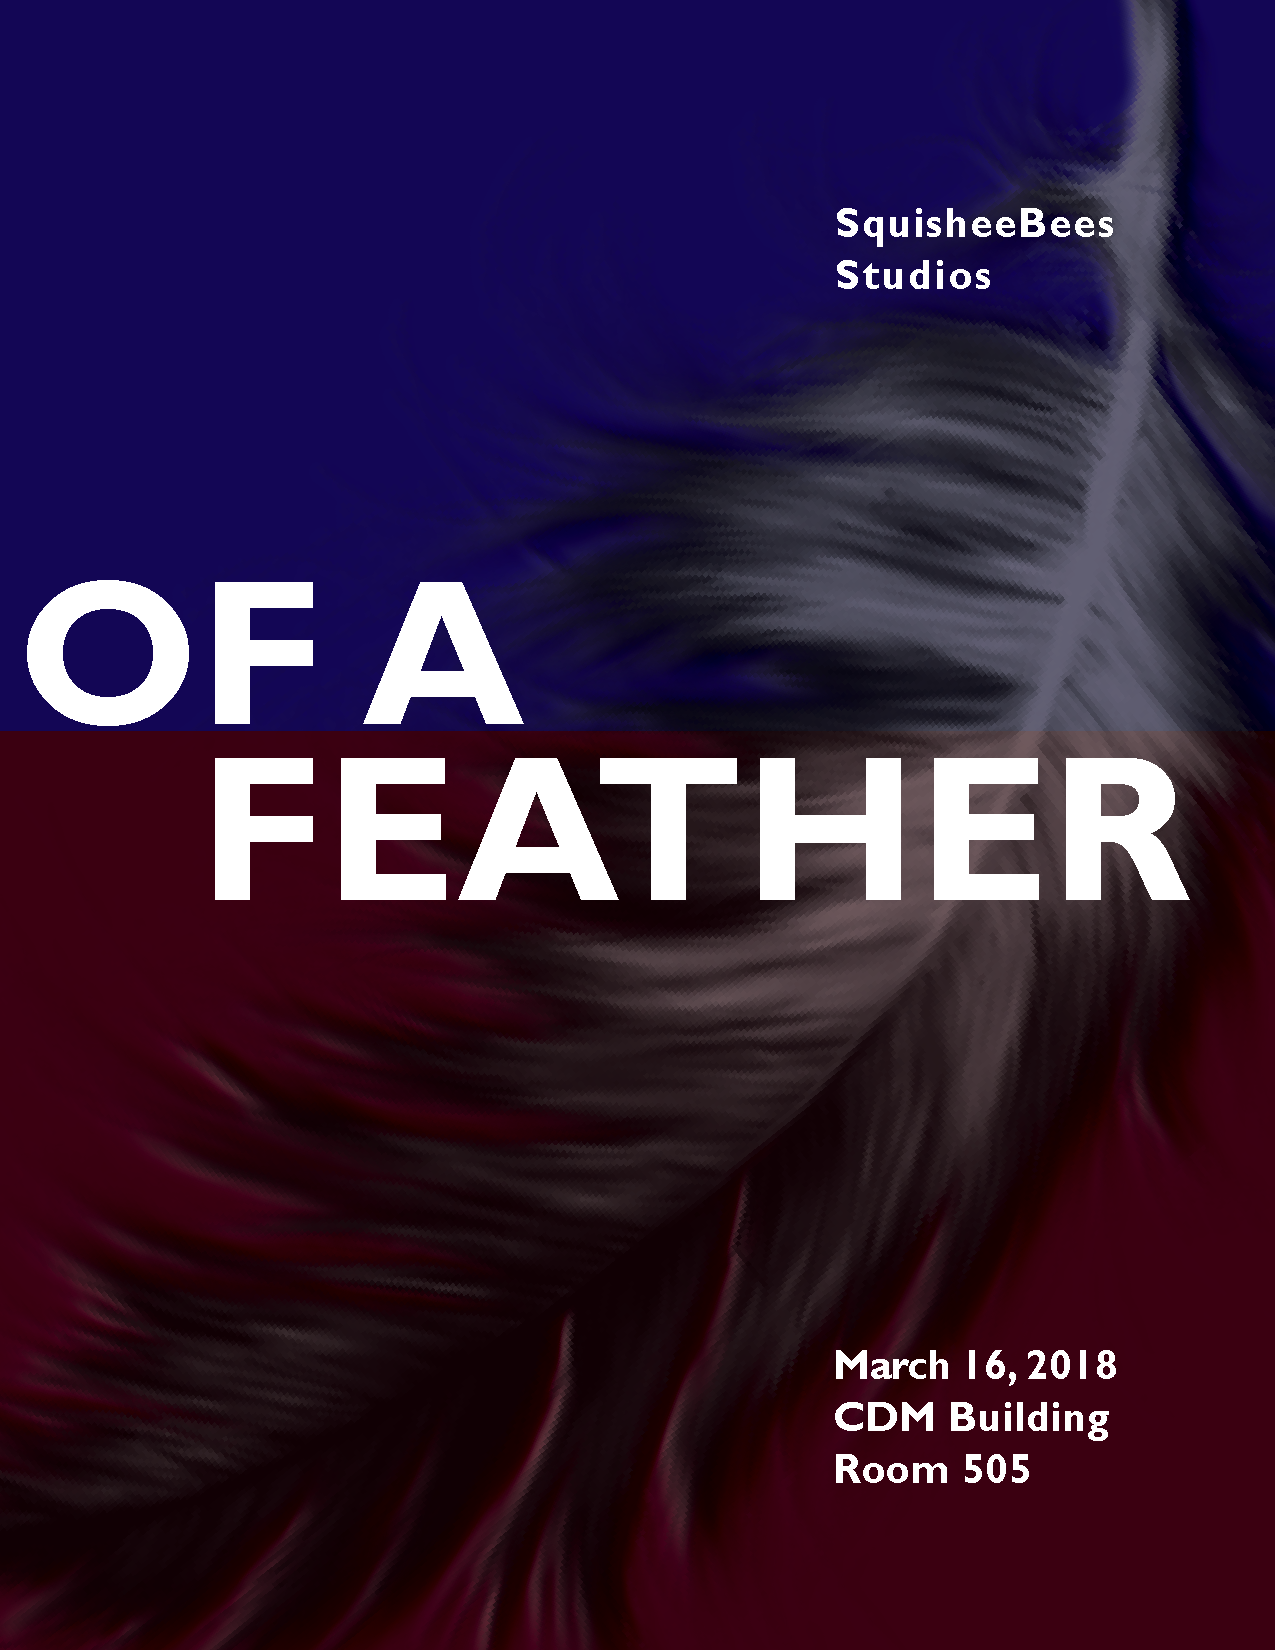 SquisheeBees
Studios
OF A
FEATHER
March 16, 2018
CDM Building
Room 505